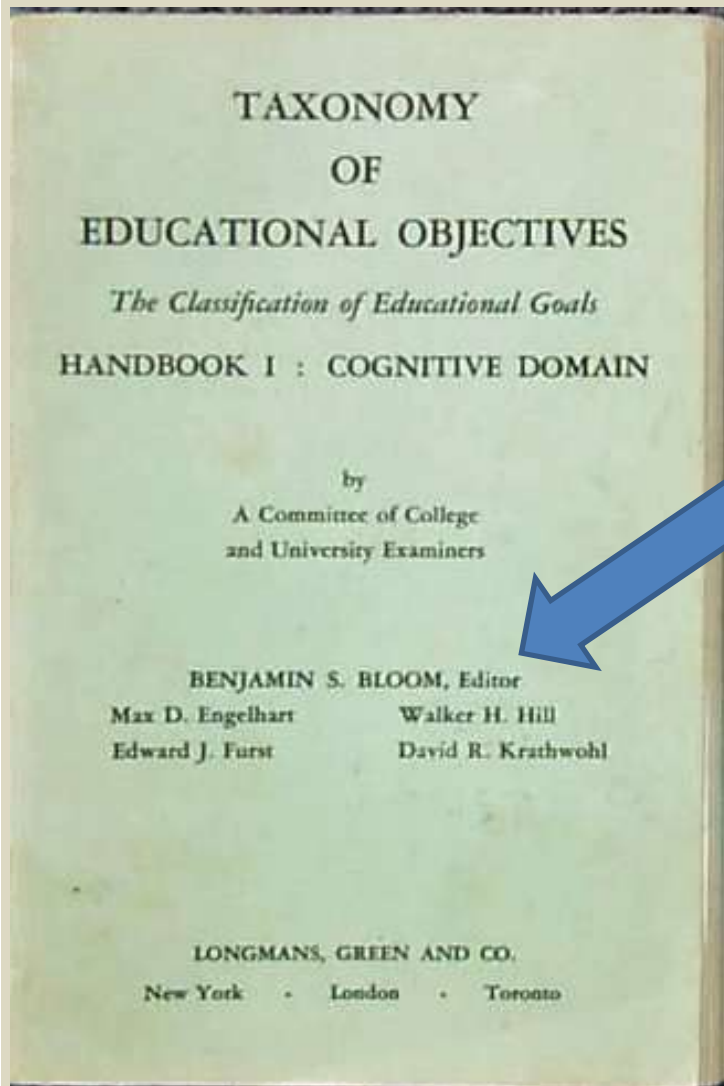 TAXONOMY
OF
EDUCATIONAL OBJECTIVES
The Classification of Educational Goals
HANDBOOK I : COGNITIVE DOMAIN
by
A Committee of College
and University Examiners
BENJAMIN S. BLOOM, Editor
Max D. Engelhart Walker H. Hill
Edward J. Furst David R. Krathwohl
LONGMANS, GREEN AND CO.
New York - London - Toronto